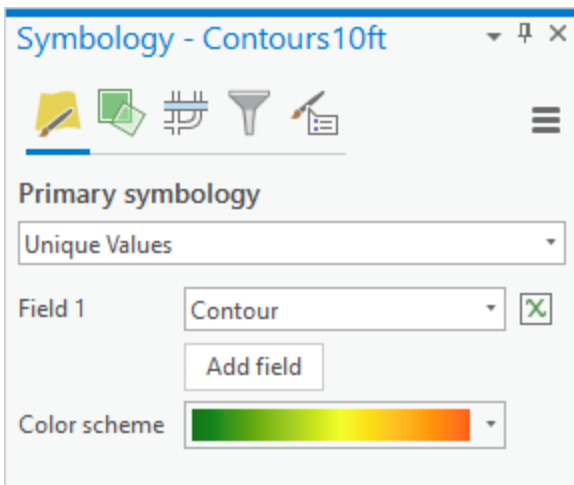 Symbology - Contours10ft
Primary symbology
Unique Values
Field 1 Contour
Add field
Color scheme